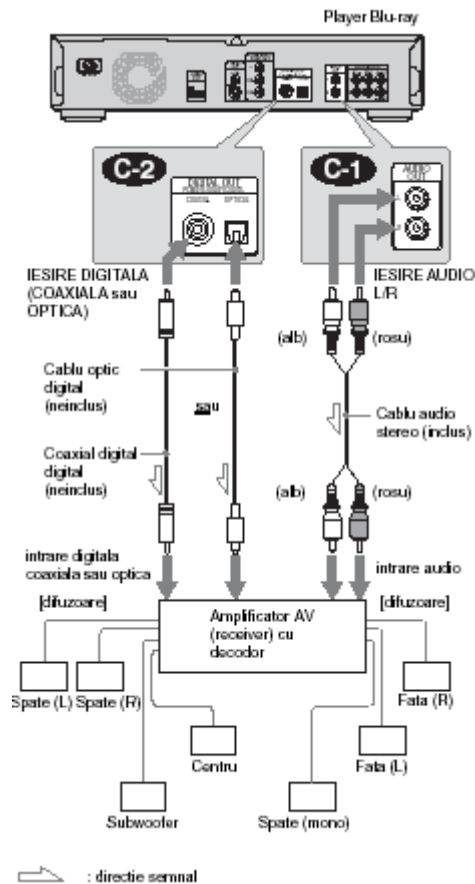 Player Blu-ray
C-2
C-1
DIGITAL OUT
COAXIAL
OPTICAL
AUDIO
OUT
IESIRE DIGITALA
(COAXIALA sau
OPTICA)
IESIRE AUDIO
L/R
(alb)
(rosu)
Cablu optic
digital
(neinclus)
sau
Cablu audio
stereo (inclus)
Coaxial digital
digital
(neinclus)
(alb)
(rosu)
intrare digitala
coaxiala sau optica
intrare audio
[difuzoare]
[difuzoare]
Amplificator AV
(receiver) cu
decodor
Spate (L)
Spate (R)
Fata (R)
Centru
Fata (L)
Subwoofer
Spate (mono)
: directie semnal